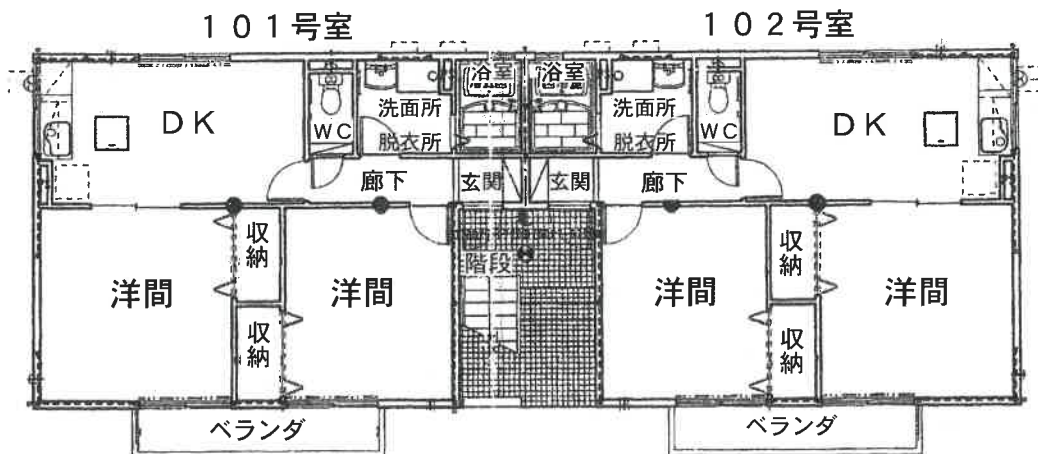 101号室
102号室
DK
WC
洗面所
脱衣所
浴室
浴室
洗面所
脱衣所
WC
DK
廊下
玄関
玄関
廊下
洋間
収納
収納
洋間
階段
洋間
収納
収納
洋間
ベランダ
ベランダ